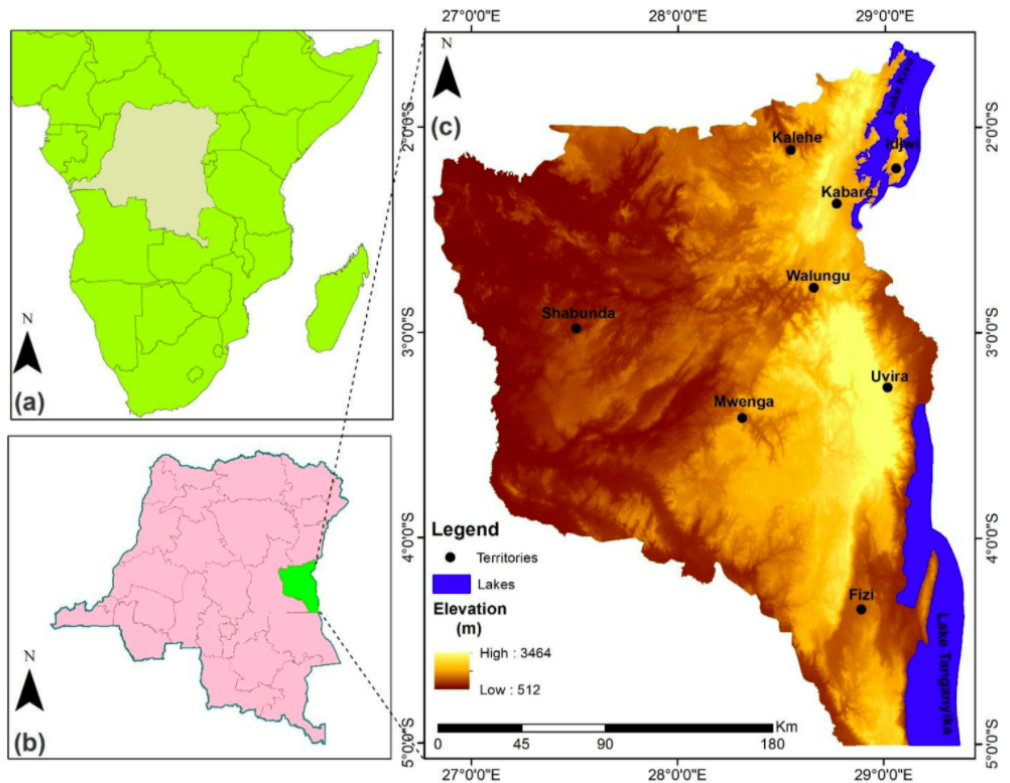 N
(a)
N
(b)
27°0'0"E
28°0'0"E
29°0'0"E
N
(c)
2°0'0"S
3°0'0"S
4°0'0"S
5°0'0"S
Lake Kivu
Kalehe
Idjwi
Kabare
Walungu
Shabunda
Uvira
Mwenga
Fizi
Lake Tanganyika
Legend
Territories
Lakes
Elevation
(m)
High : 3464
Low : 512
Km
0
45
90
180
2°0'0"S
3°0'0"S
4°0'0"S
5°0'0"S
27°0'0"E
28°0'0"E
29°0'0"E